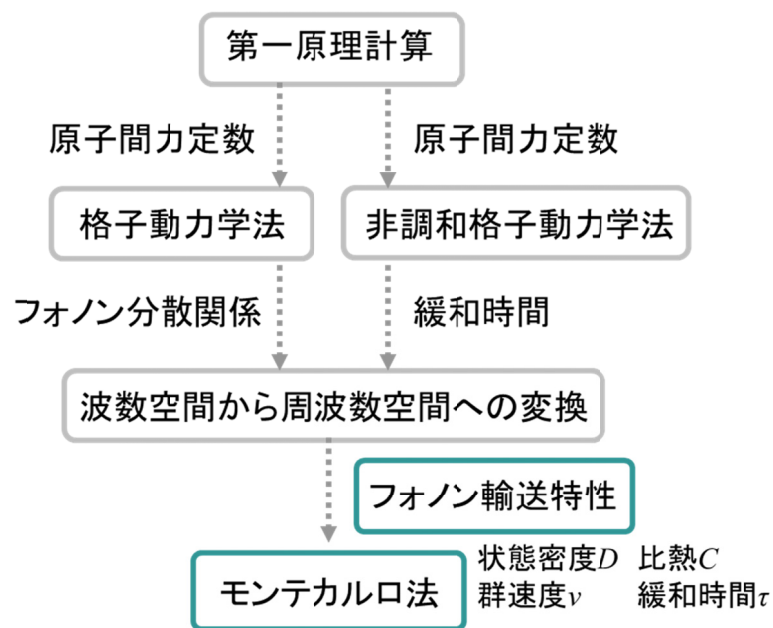 第一原理計算
原子間力定数 原子間力定数
格子動力学法 非調和格子動力学法
フォノン分散関係 緩和時間
波数空間から周波数空間への変換
フォノン輸送特性
状態密度D 比熱C
モンテカルロ法
群速度v 緩和時間τ